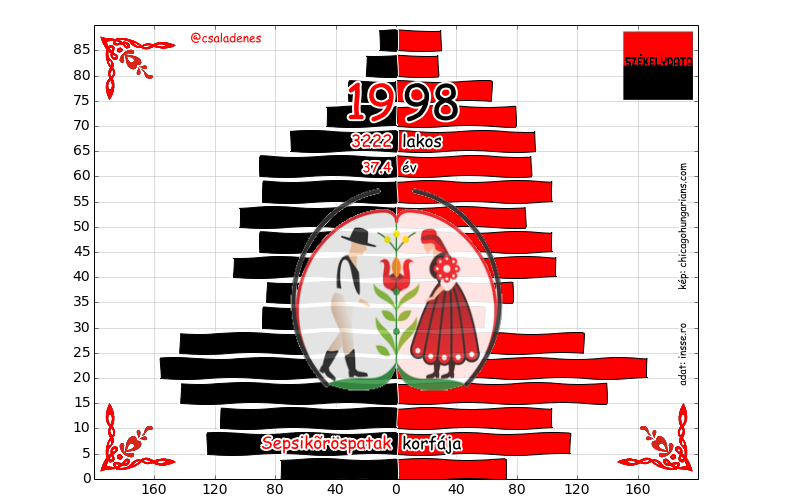 @csaladenes
SZÉKELYDATA
1998
3222 lakos
37.4 év
kép: chicagohungarians.com
adat: insse.ro
Sepsikőröspatak korfája
85
80
75
70
65
60
55
50
45
40
35
30
25
20
15
10
5
0
160 120 80 40 0 40 80 120 160